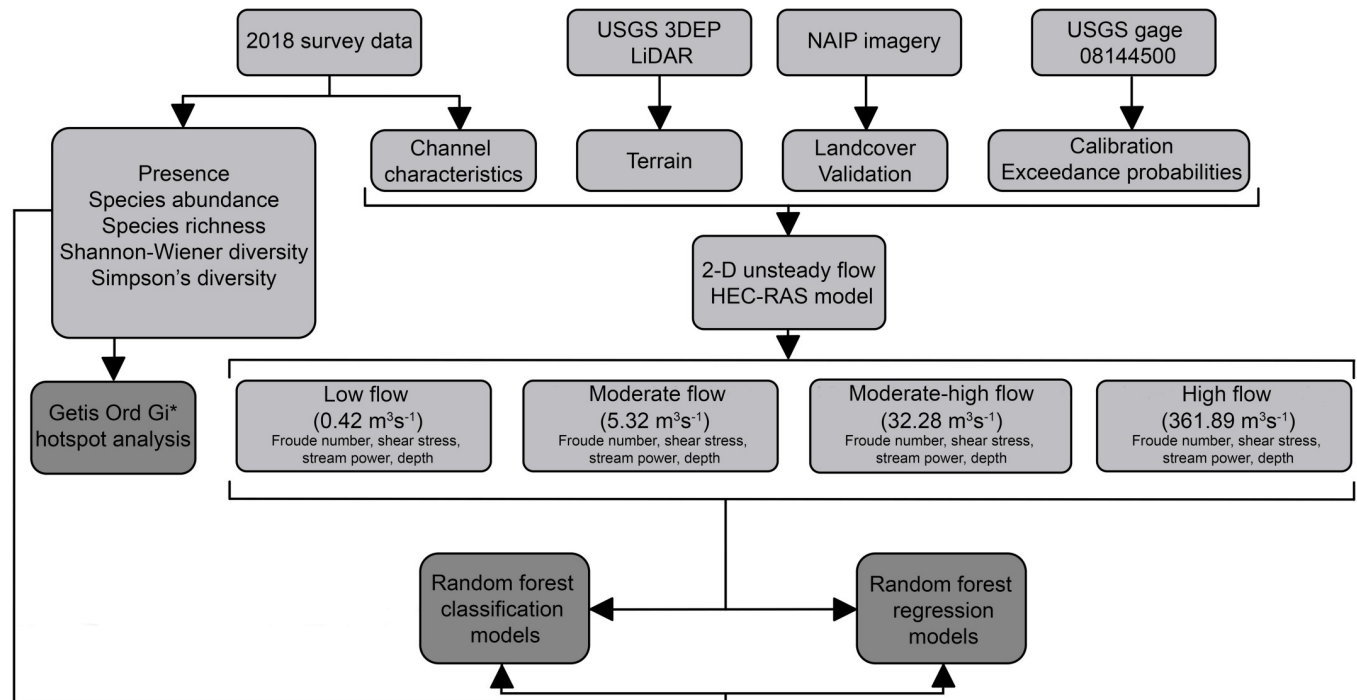 2018 survey data
USGS 3DEP
LiDAR
NAIP imagery
USGS gage
08144500
Presence
Species abundance
Species richness
Shannon-Wiener diversity
Simpson’s diversity
Channel
characteristics
Terrain
Landcover
Validation
Calibration
Exceedance probabilities
2-D unsteady flow
HEC-RAS model
Getis Ord Gi*
hotspot analysis
Low flow
(0.42 m³s⁻¹)
Froude number, shear stress,
stream power, depth
Moderate flow
(5.32 m³s⁻¹)
Froude number, shear stress,
stream power, depth
Moderate-high flow
(32.28 m³s⁻¹)
Froude number, shear stress,
stream power, depth
High flow
(361.89 m³s⁻¹)
Froude number, shear stress,
stream power, depth
Random forest
classification
models
Random forest
regression
models